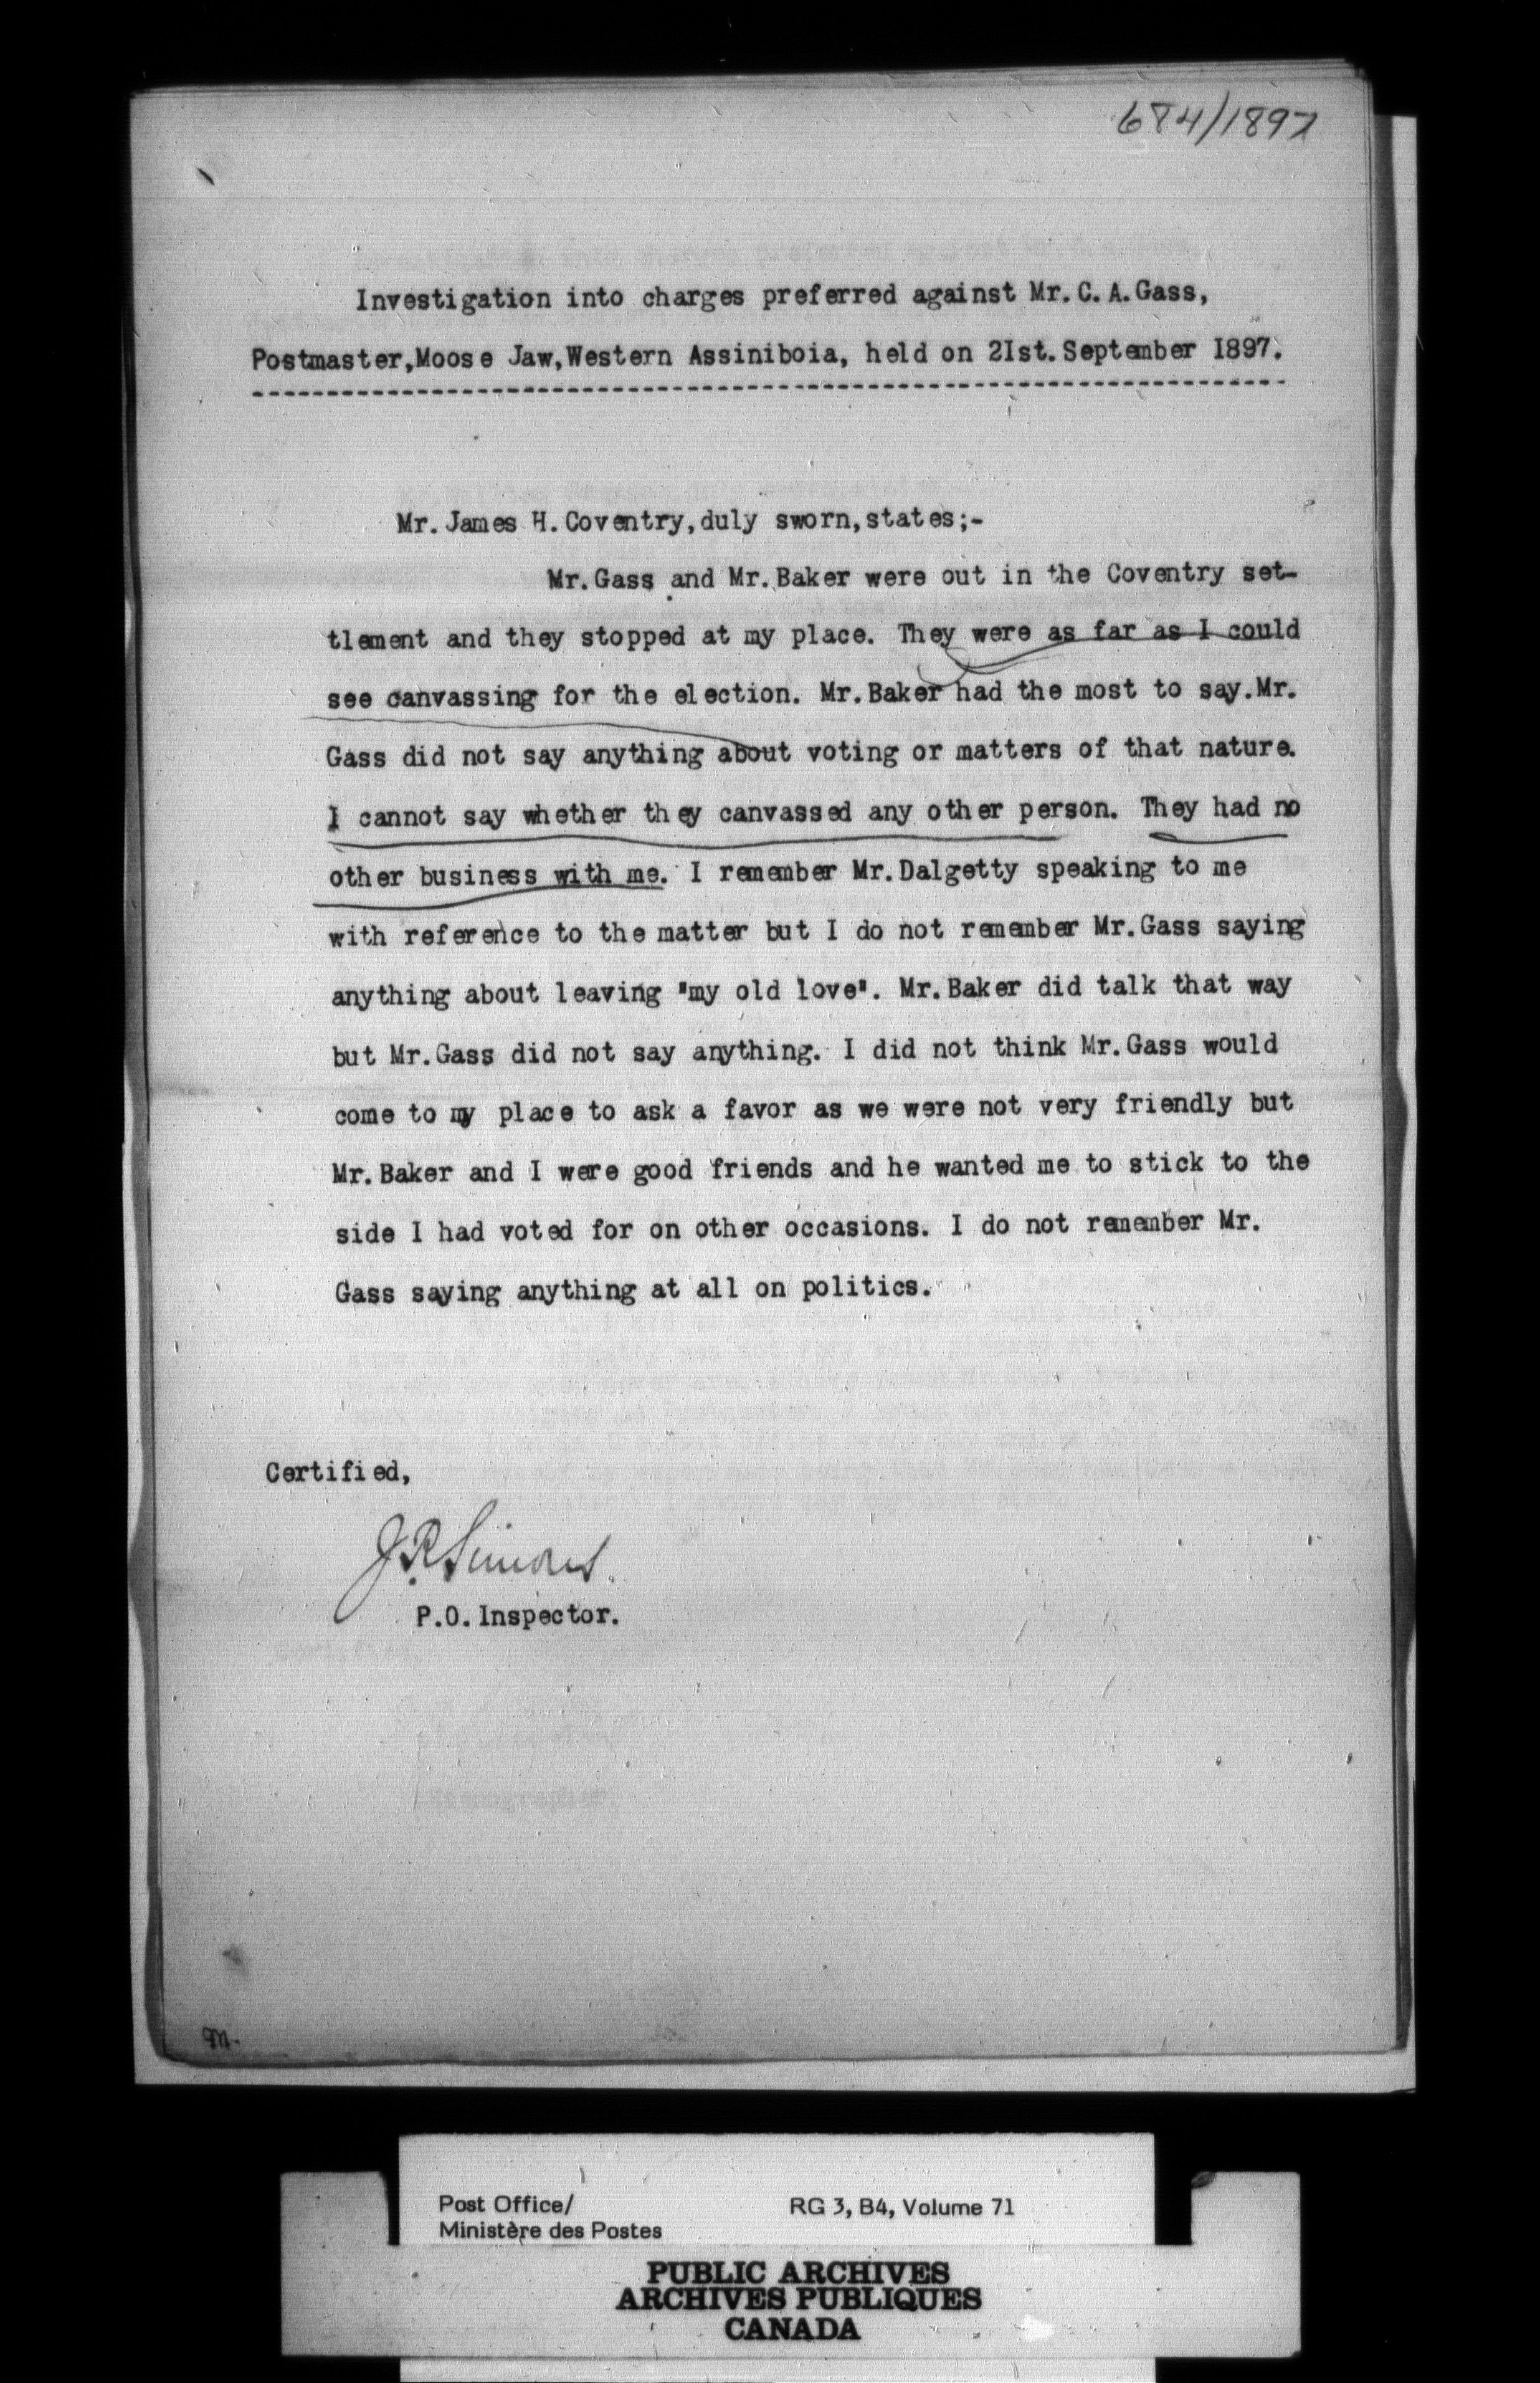 684/1897
Investigation into charges preferred against Mr. C. A. Gass,
Postmaster, Moose Jaw, Western Assiniboia, held on 2Ist. September I897.
Mr. James H. Coventry, duly sworn, states;-
Mr. Gass and Mr. Baker were out in the Coventry set-
tlement and they stopped at my place. They were as far as I could
see canvassing for the election. Mr. Baker had the most to say. Mr.
Gass did not say anything about voting or matters of that nature.
I cannot say whether they canvassed any other person. They had no
other business with me. I remember Mr. Dalgetty speaking to me
with reference to the matter but I do not remember Mr. Gass saying
anything about leaving "my old love". Mr. Baker did talk that way
but Mr. Gass did not say anything. I did not think Mr. Gass would
come to my place to ask a favor as we were not very friendly but
Mr. Baker and I were good friends and he wanted me to stick to the
side I had voted for on other occasions. I do not remember Mr.
Gass saying anything at all on politics.
Certified,
J.R. Simons
P.O. Inspector.
M.
Post Office/
Ministère des Postes
RG 3, B4, Volume 71
PUBLIC ARCHIVES
ARCHIVES PUBLIQUES
CANADA